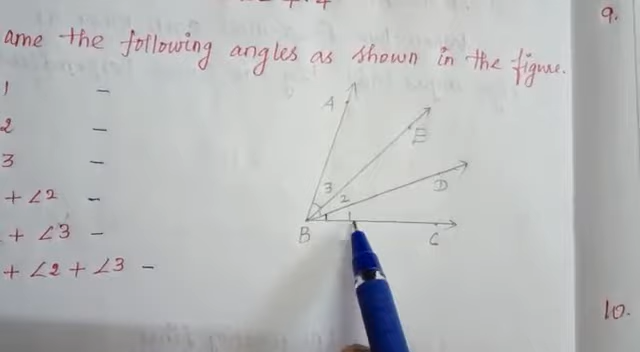 9.
ame the following angles as shown in the figure.
1 -
2 -
3 -
+ ∠2 -
+ ∠3 -
+ ∠2 + ∠3 -
A
E
D
3
2
1
B
C
10.